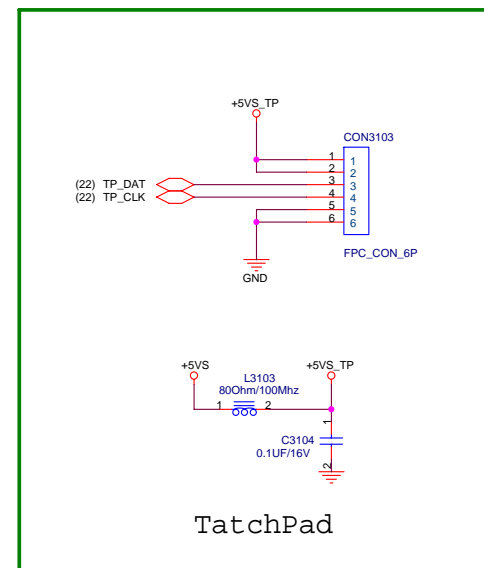 +5VS_TP
CON3103
1 1
2 2
(22) TP_DAT 3 3
(22) TP_CLK 4 4
5 5
6 6
FPC_CON_6P
GND
+5VS +5VS_TP
L3103
80Ohm/100Mhz
1 2 1
C3104
0.1UF/16V
2
TatchPad